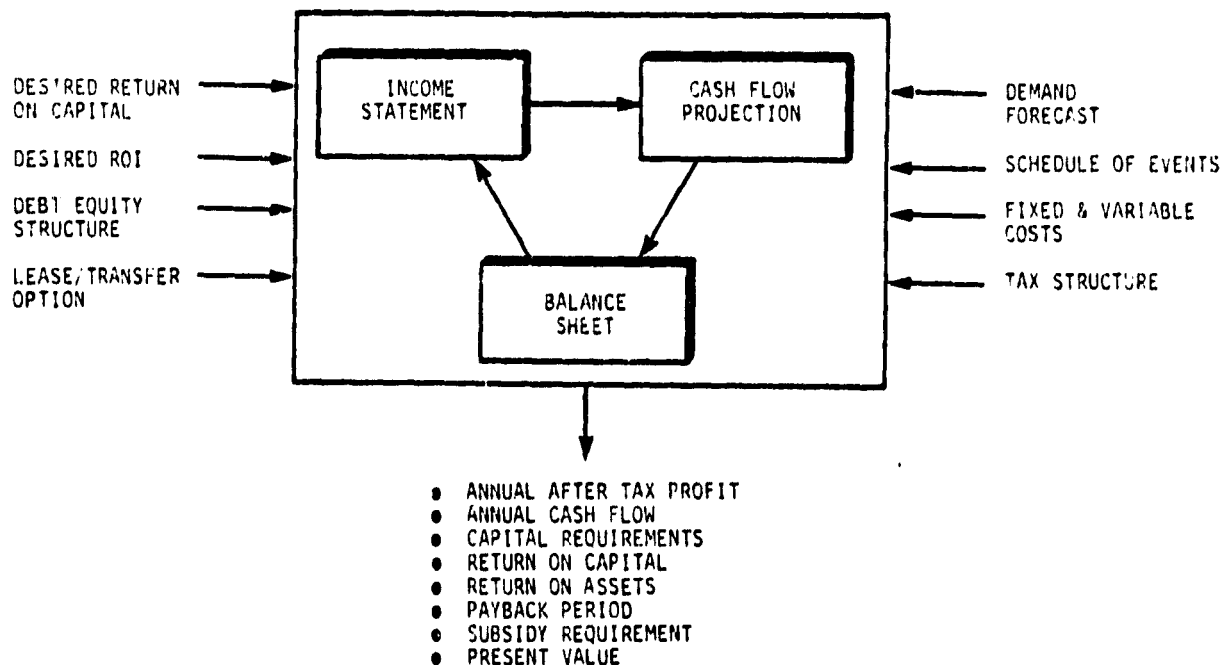 DESIRED RETURN
ON CAPITAL
DESIRED ROI
DEBT EQUITY
STRUCTURE
LEASE/TRANSFER
OPTION
INCOME
STATEMENT
CASH FLOW
PROJECTION
BALANCE
SHEET
DEMAND
FORECAST
SCHEDULE OF EVENTS
FIXED & VARIABLE
COSTS
TAX STRUCTURE
● ANNUAL AFTER TAX PROFIT
● ANNUAL CASH FLOW
● CAPITAL REQUIREMENTS
● RETURN ON CAPITAL
● RETURN ON ASSETS
● PAYBACK PERIOD
● SUBSIDY REQUIREMENT
● PRESENT VALUE